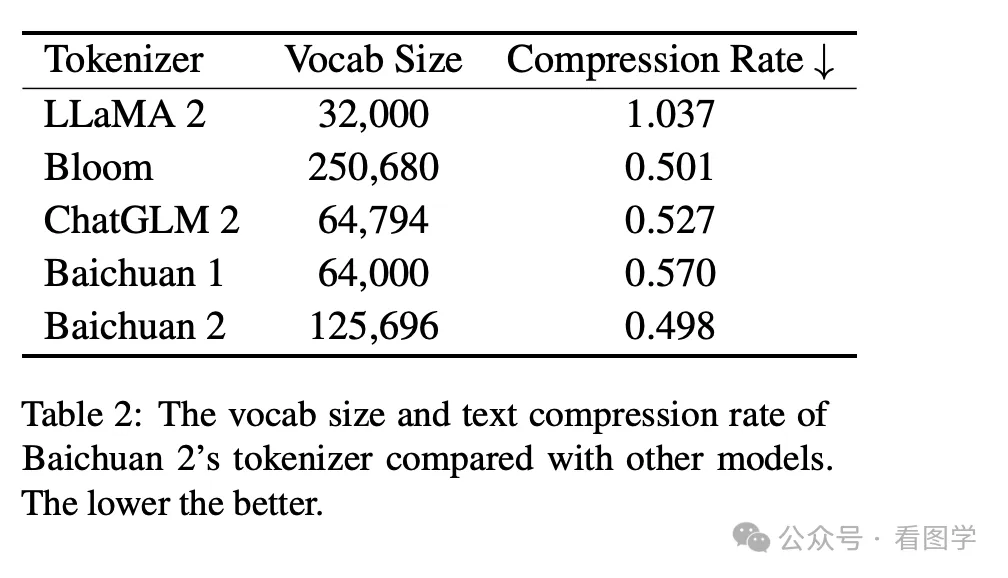 Tokenizer Vocab Size Compression Rate ↓
LLaMA 2 32,000 1.037
Bloom 250,680 0.501
ChatGLM 2 64,794 0.527
Baichuan 1 64,000 0.570
Baichuan 2 125,696 0.498
Table 2: The vocab size and text compression rate of
Baichuan 2’s tokenizer compared with other models.
The lower the better.
公众号 · 看图学